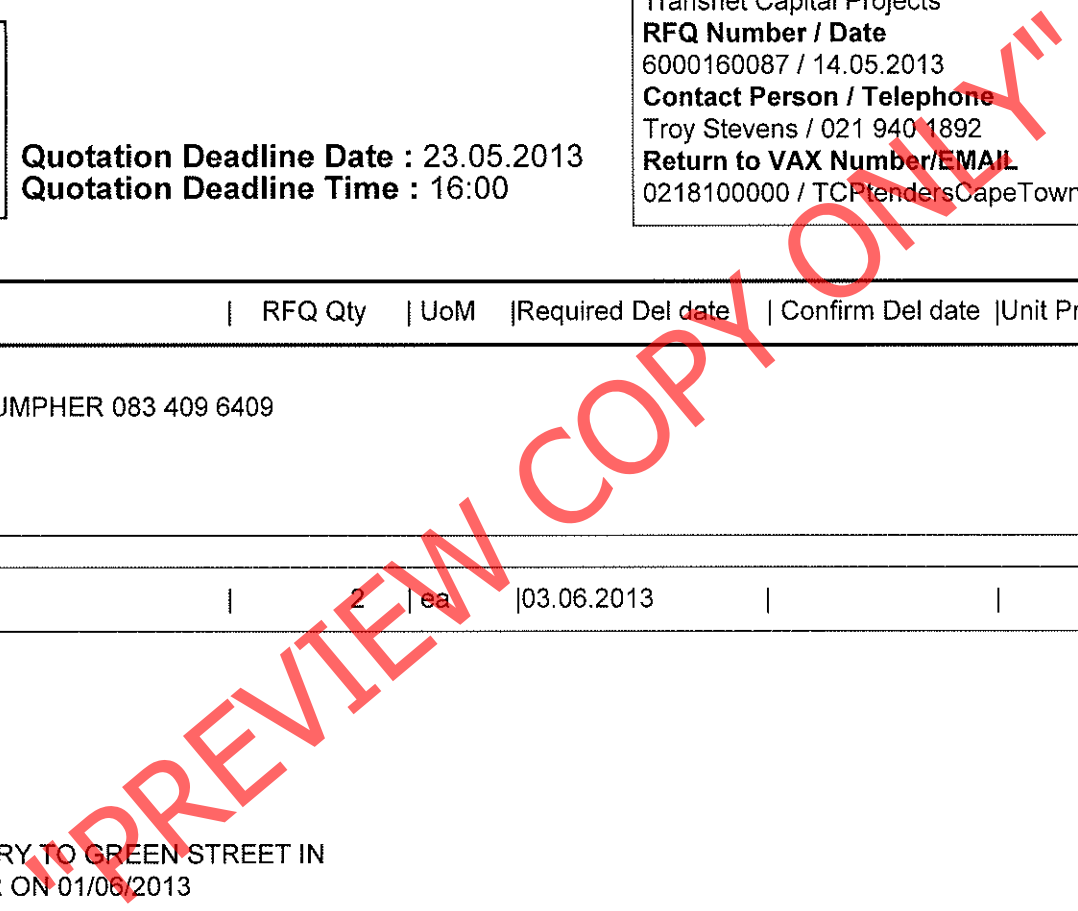 Transnet Capital Projects
RFQ Number / Date
6000160087 / 14.05.2013
Contact Person / Telephone
Troy Stevens / 021 940 1892
Return to VAX Number/EMAIL
0218100000 / TCPtendersCapeTown
Quotation Deadline Date : 23.05.2013
Quotation Deadline Time : 16:00
| RFQ Qty | UoM |Required Del date | Confirm Del date |Unit Pr
UMPHER 083 409 6409
| 2 | ea |03.06.2013 | |
RY TO GREEN STREET IN
R ON 01/06/2013
"PREVIEW COPY ONLY"